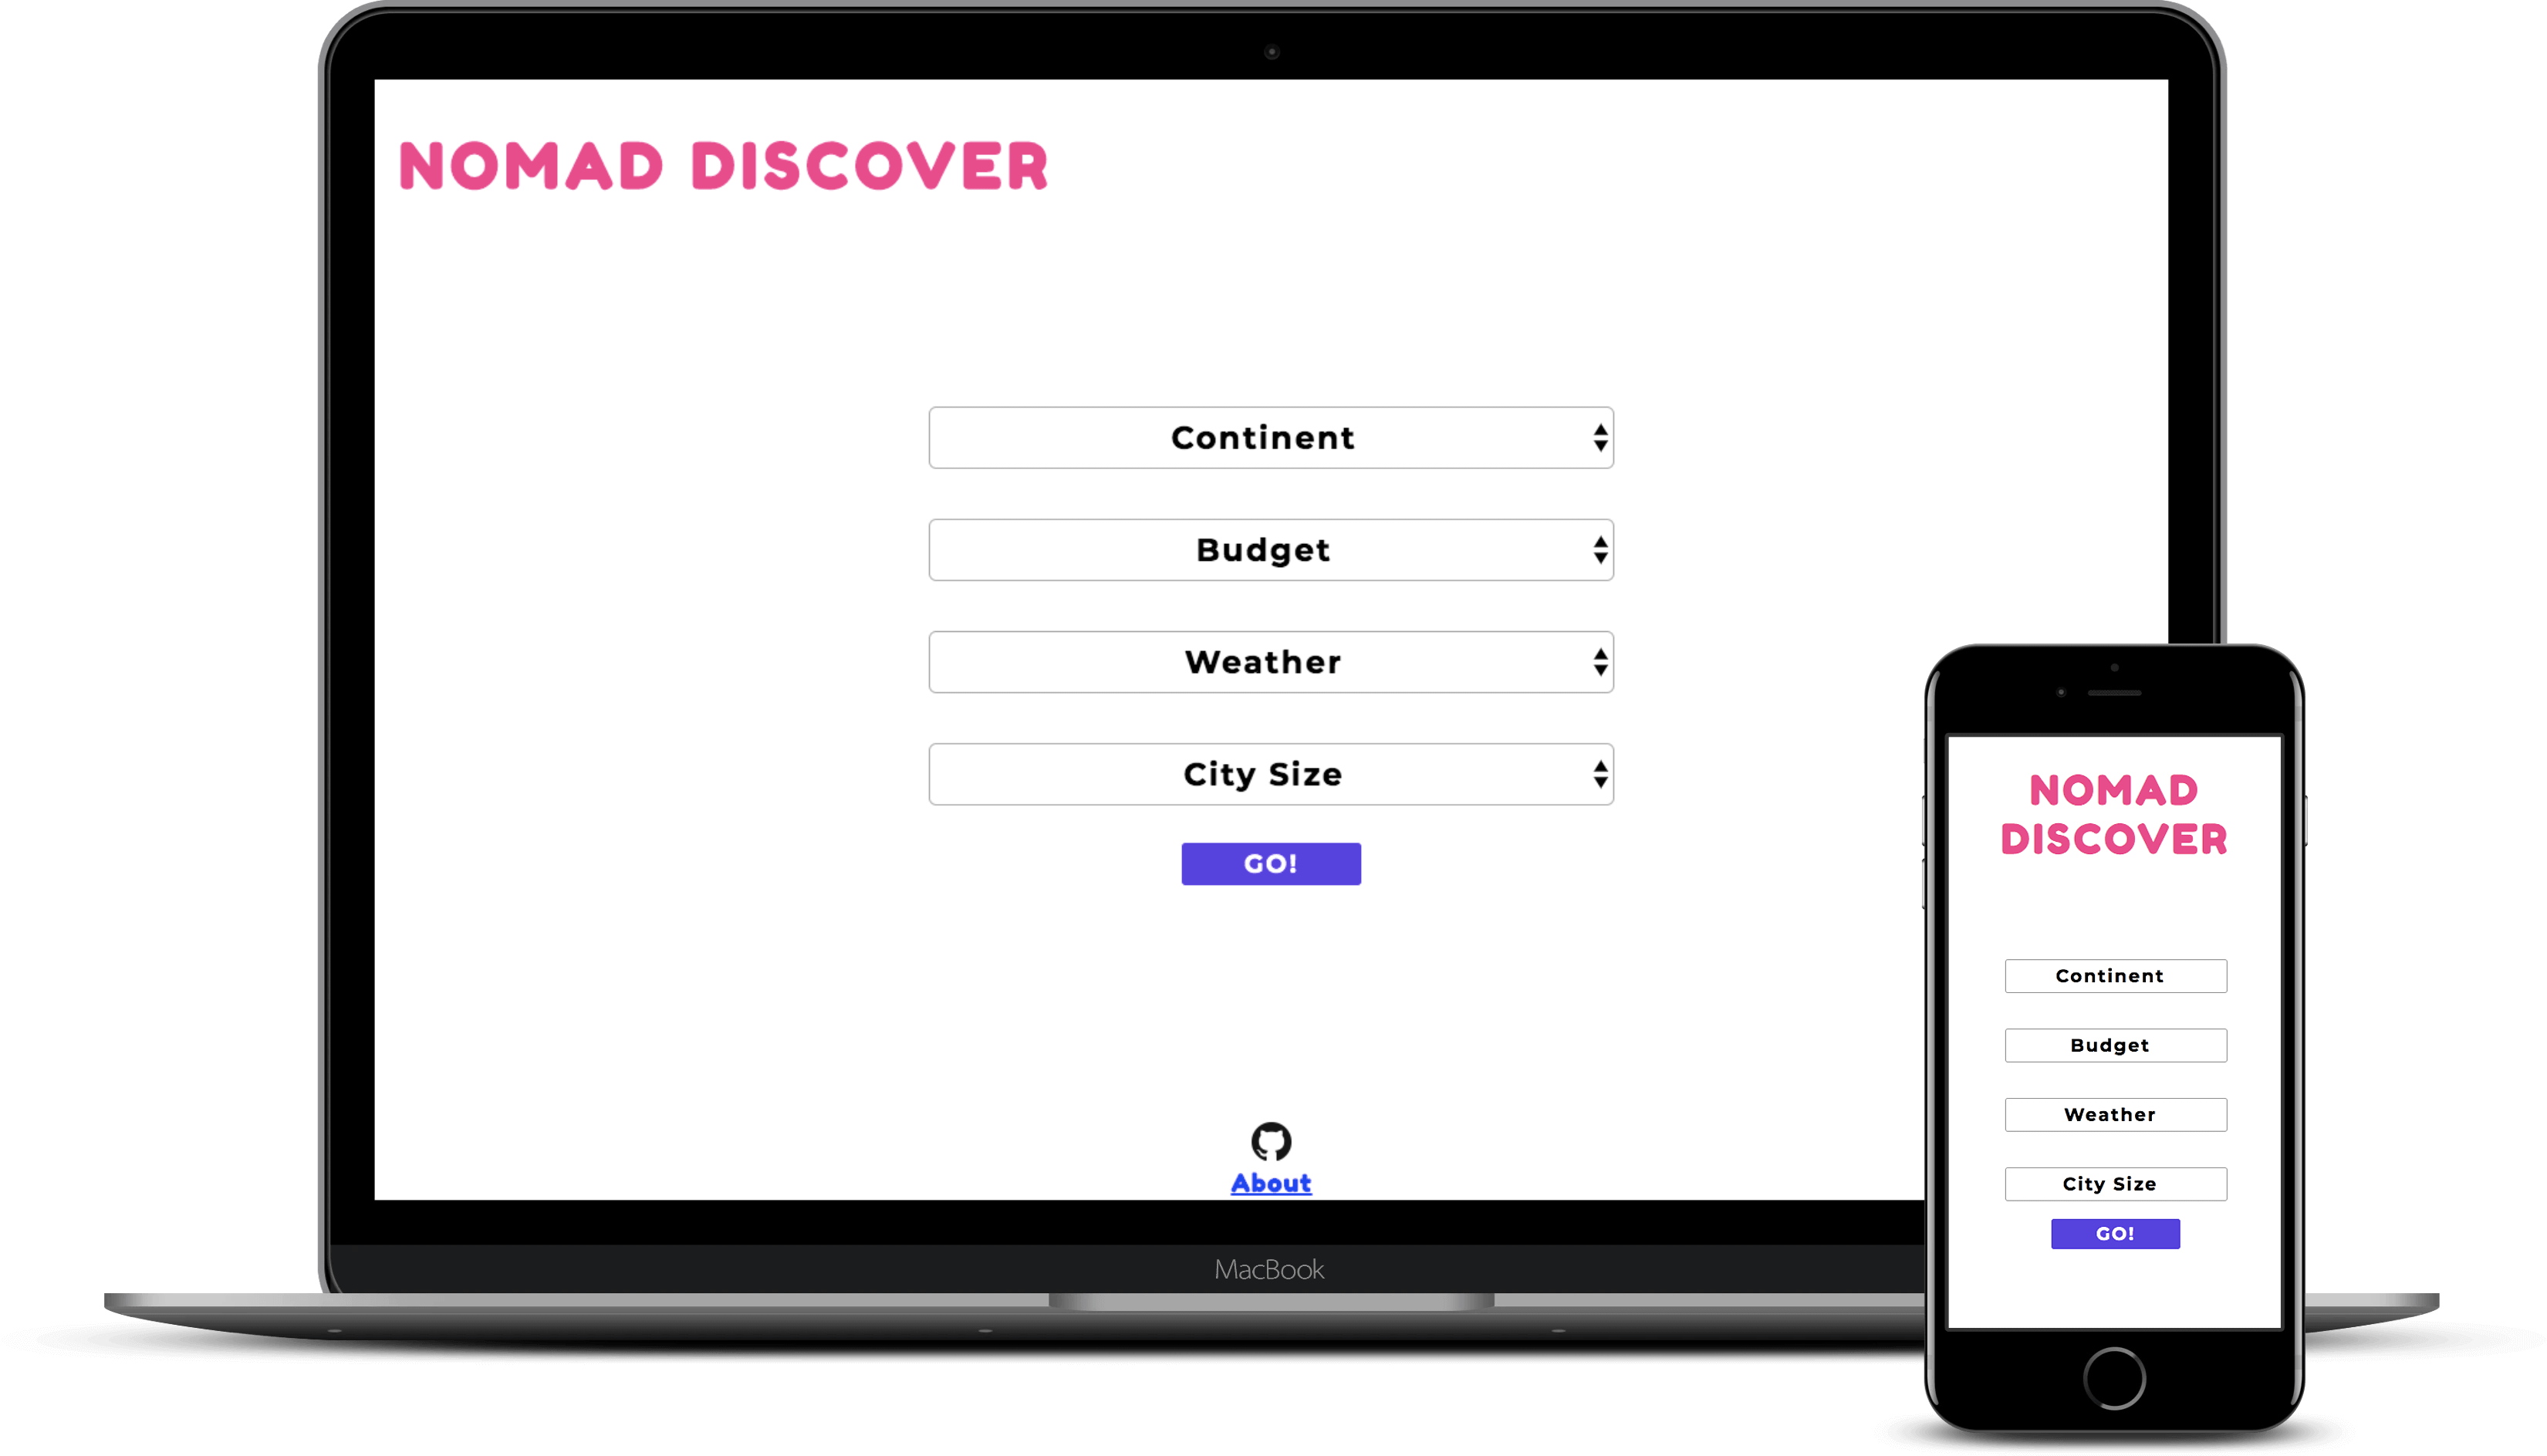 NOMAD DISCOVER
Continent
Budget
Weather
City Size
GO!
About
MacBook
NOMAD
DISCOVER
Continent
Budget
Weather
City Size
GO!